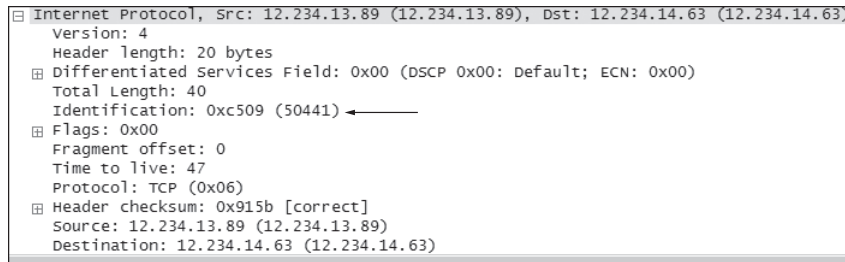 Internet Protocol, Src: 12.234.13.89 (12.234.13.89), Dst: 12.234.14.63 (12.234.14.63)
Version: 4
Header length: 20 bytes
Differentiated Services Field: 0x00 (DSCP 0x00: Default; ECN: 0x00)
Total Length: 40
Identification: 0xc509 (50441)
Flags: 0x00
Fragment offset: 0
Time to live: 47
Protocol: TCP (0x06)
Header checksum: 0x915b [correct]
Source: 12.234.13.89 (12.234.13.89)
Destination: 12.234.14.63 (12.234.14.63)